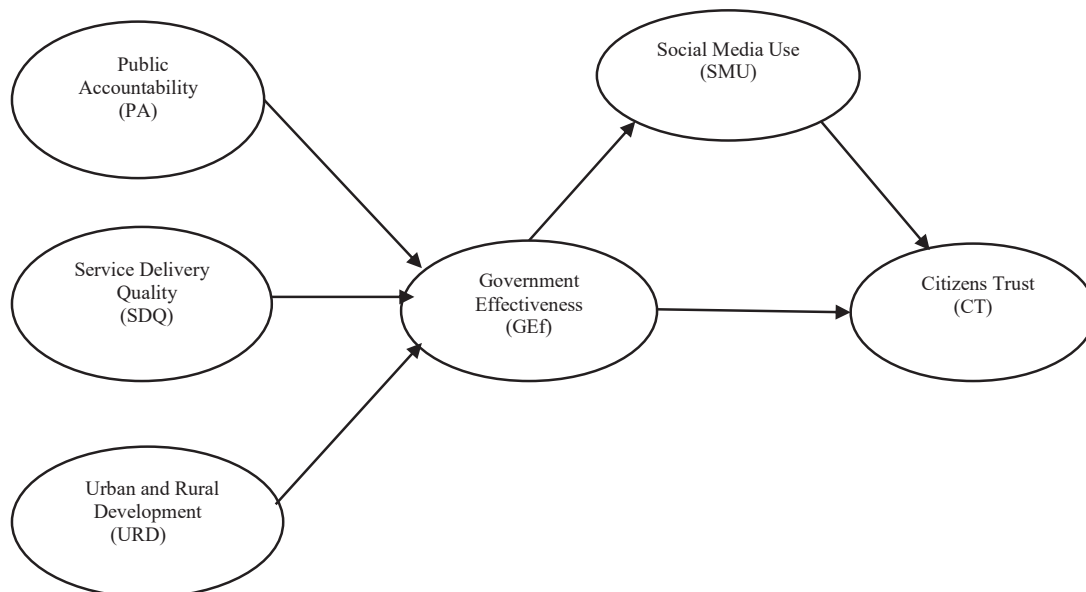 Public
Accountability
(PA)
Social Media Use
(SMU)
Service Delivery
Quality
(SDQ)
Government
Effectiveness
(GEf)
Citizens Trust
(CT)
Urban and Rural
Development
(URD)